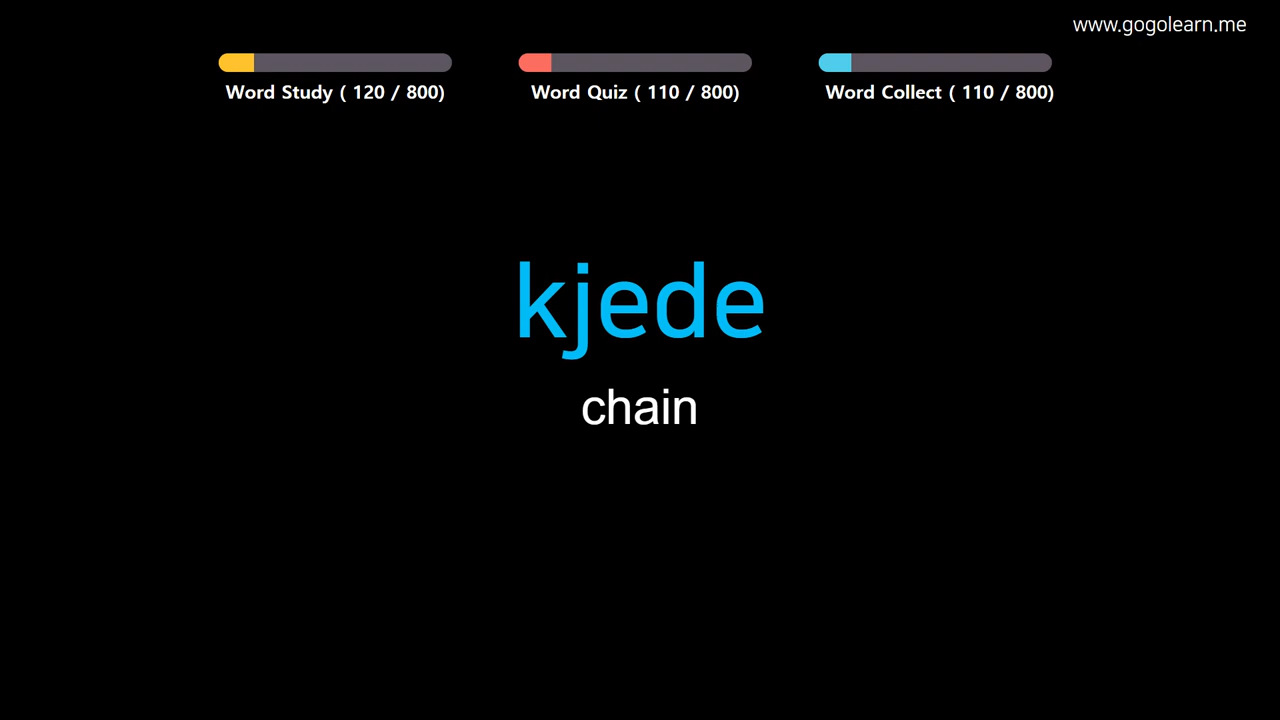 www.gogolearn.me
Word Study ( 120 / 800)
Word Quiz ( 110 / 800)
Word Collect ( 110 / 800)
kjede
chain